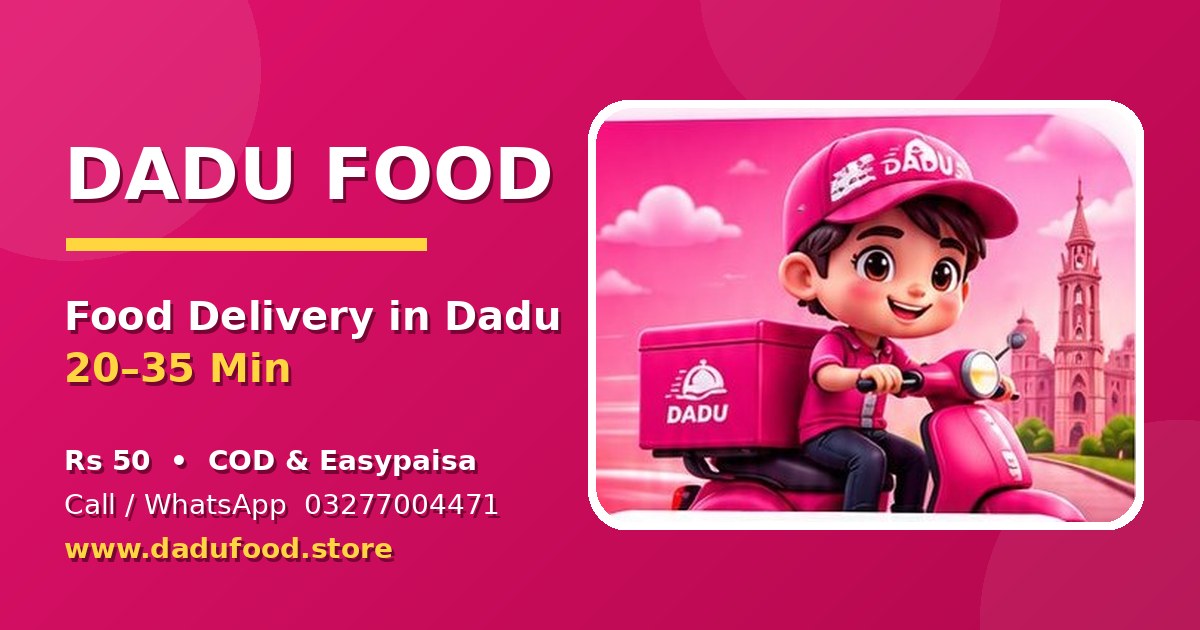 DADU FOOD
Food Delivery in Dadu
20–35 Min
Rs 50 • COD & Easypaisa
Call / WhatsApp 03277004471
www.dadufood.store
DADU
DADU